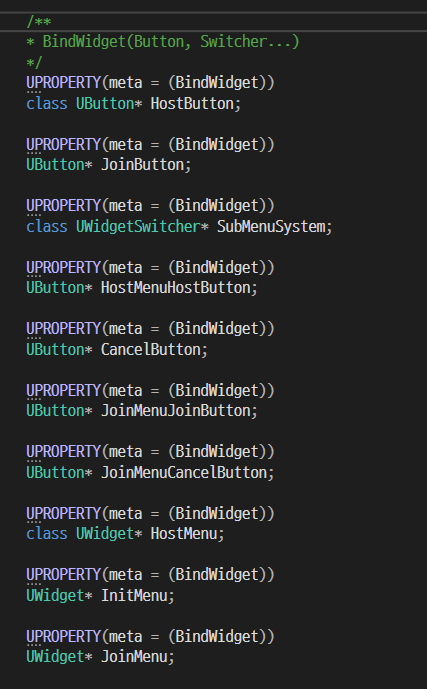 /**
* BindWidget(Button, Switcher...)
*/
UPROPERTY(meta = (BindWidget))
class UButton* HostButton;
UPROPERTY(meta = (BindWidget))
UButton* JoinButton;
UPROPERTY(meta = (BindWidget))
class UWidgetSwitcher* SubMenuSystem;
UPROPERTY(meta = (BindWidget))
UButton* HostMenuHostButton;
UPROPERTY(meta = (BindWidget))
UButton* CancelButton;
UPROPERTY(meta = (BindWidget))
UButton* JoinMenuJoinButton;
UPROPERTY(meta = (BindWidget))
UButton* JoinMenuCancelButton;
UPROPERTY(meta = (BindWidget))
class UWidget* HostMenu;
UPROPERTY(meta = (BindWidget))
UWidget* InitMenu;
UPROPERTY(meta = (BindWidget))
UWidget* JoinMenu;